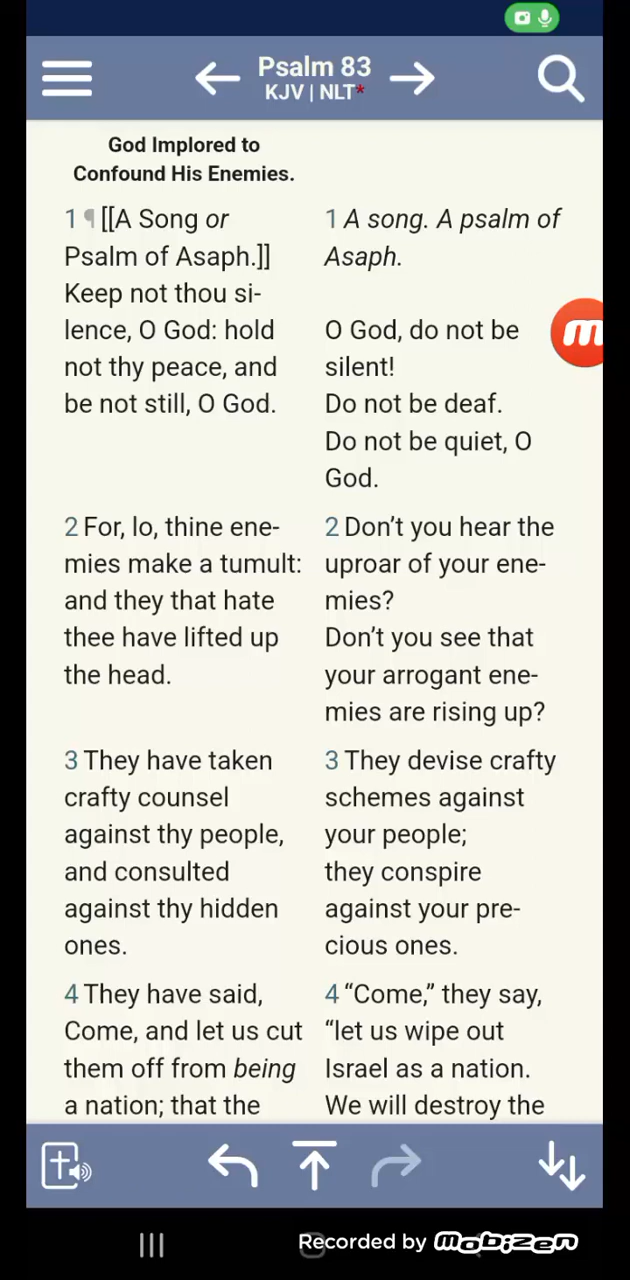 Psalm 83
KJV | NLT*
God Implored to
Confound His Enemies.
1 ¶ [[A Song or
Psalm of Asaph.]]
Keep not thou si-
lence, O God: hold
not thy peace, and
be not still, O God.
1 A song. A psalm of
Asaph.
O God, do not be
silent!
Do not be deaf.
Do not be quiet, O
God.
2 For, lo, thine ene-
mies make a tumult:
and they that hate
thee have lifted up
the head.
2 Don’t you hear the
uproar of your ene-
mies?
Don’t you see that
your arrogant ene-
mies are rising up?
3 They have taken
crafty counsel
against thy people,
and consulted
against thy hidden
ones.
3 They devise crafty
schemes against
your people;
they conspire
against your pre-
cious ones.
4 They have said,
Come, and let us cut
them off from being
a nation; that the
4 “Come,” they say,
“let us wipe out
Israel as a nation.
We will destroy the
m
Recorded by mobizen